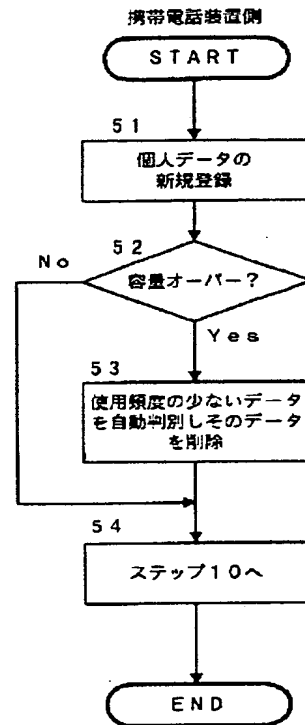 携帯電話装置側
START
51
個人データの
新規登録
52
No
容量オーバー？
Yes
53
使用頻度の少ないデータ
を自動判別しそのデータ
を削除
54
ステップ10へ
END